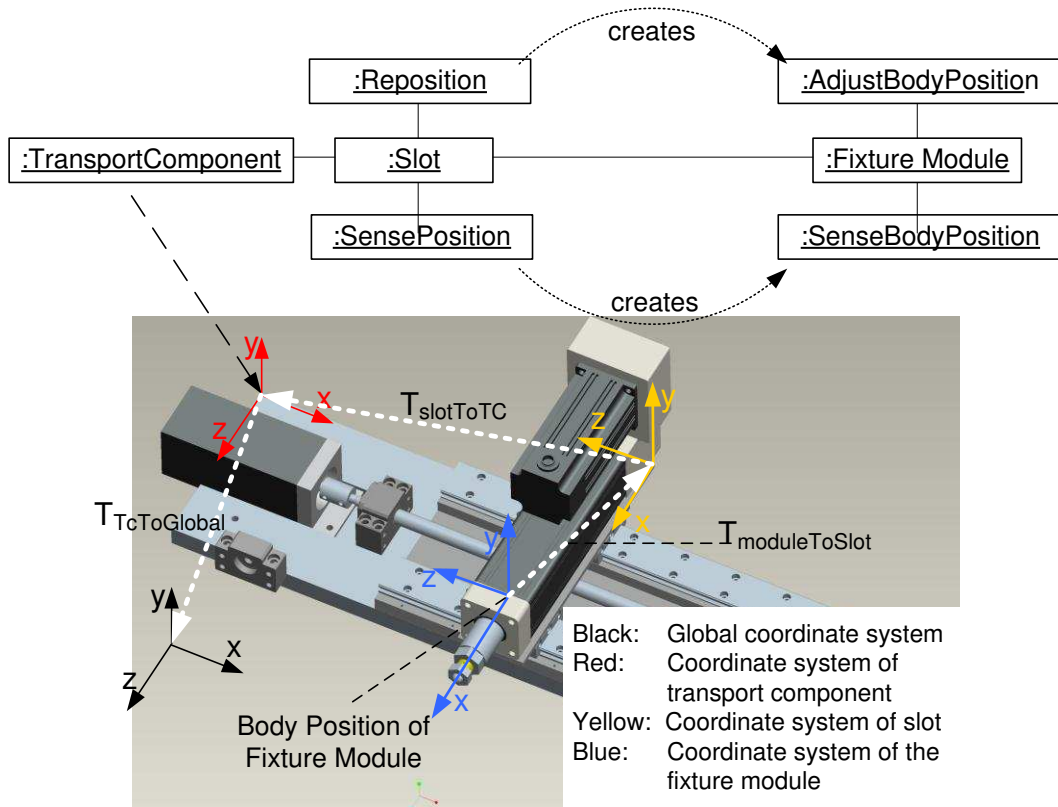 creates
:Reposition
:AdjustBodyPosition
:TransportComponent
:Slot
:Fixture Module
:SensePosition
:SenseBodyPosition
creates
y
x
z
TslotToTC
y
z
x
TTcToGlobal
y
z
x
TmoduleToSlot
y
x
z
Body Position of
Fixture Module
Black: Global coordinate system
Red: Coordinate system of
transport component
Yellow: Coordinate system of slot
Blue: Coordinate system of the
fixture module